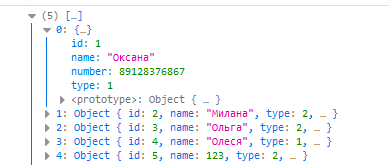 (5) […]
0: {…}
id: 1
name: "Оксана"
number: 89128376867
type: 1
<prototype>: Object { … }
1: Object { id: 2, name: "Милана", type: 2, … }
2: Object { id: 3, name: "Ольга", type: 2, … }
3: Object { id: 4, name: "Олеся", type: 1, … }
4: Object { id: 5, name: 123, type: 2, … }